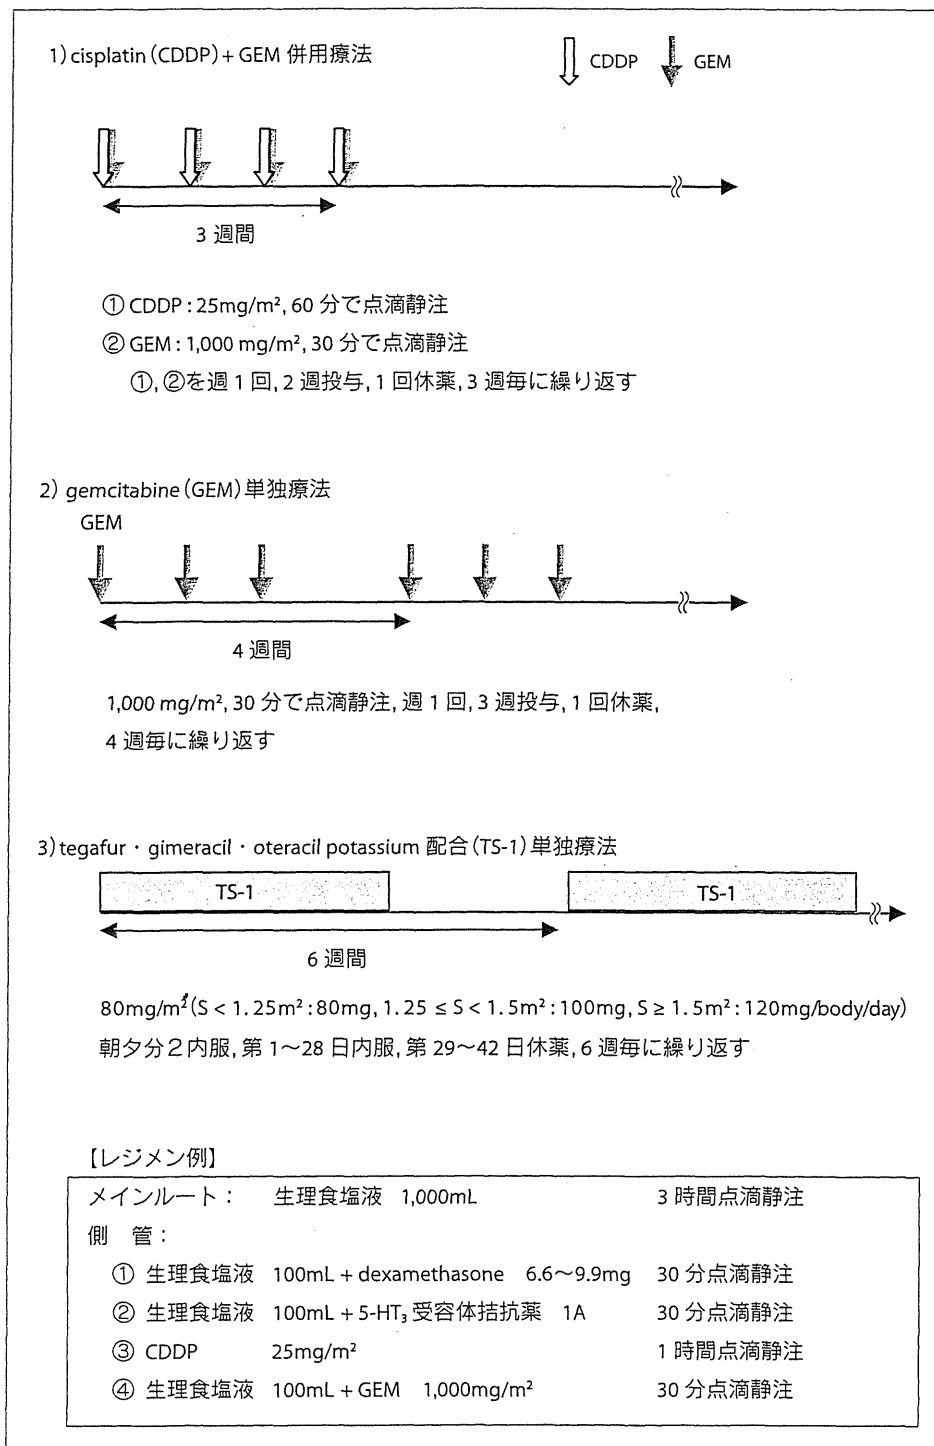 1) cisplatin (CDDP) + GEM 併用療法
CDDP GEM
3 週間
① CDDP : 25mg/m², 60 分で点滴静注
② GEM : 1,000 mg/m², 30 分で点滴静注
①, ②を週 1 回, 2 週投与, 1 回休薬, 3 週毎に繰り返す
2) gemcitabine (GEM) 単独療法
GEM
4 週間
1,000 mg/m², 30 分で点滴静注, 週 1 回, 3 週投与, 1 回休薬,
4 週毎に繰り返す
3) tegafur・gimeracil・oteracil potassium 配合 (TS-1) 単独療法
TS-1 TS-1
6 週間
80mg/m² (S < 1.25m² : 80mg, 1.25 ≤ S < 1.5m² : 100mg, S ≥ 1.5m² : 120mg/body/day)
朝夕分２内服, 第 1〜28 日内服, 第 29〜42 日休薬, 6 週毎に繰り返す
【レジメン例】
メインルート： 生理食塩液 1,000mL 3 時間点滴静注
側 管：
① 生理食塩液 100mL + dexamethasone 6.6〜9.9mg 30 分点滴静注
② 生理食塩液 100mL + 5-HT₃ 受容体拮抗薬 1A 30 分点滴静注
③ CDDP 25mg/m² 1 時間点滴静注
④ 生理食塩液 100mL + GEM 1,000mg/m² 30 分点滴静注